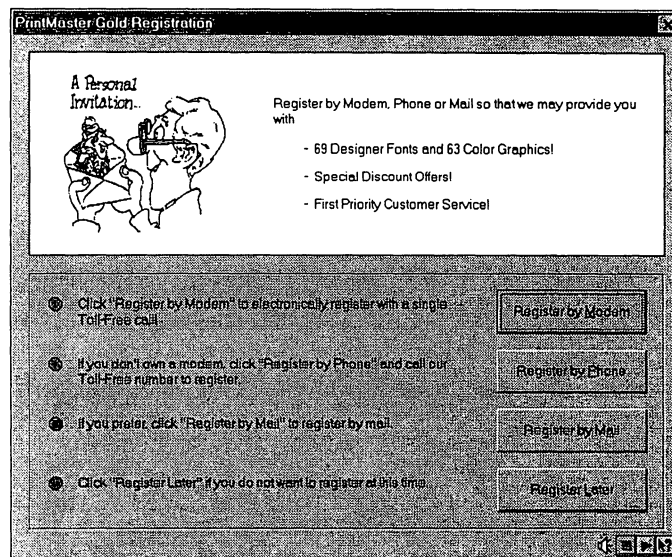 PrintMaster Gold Registration
A Personal
Invitation...
Register by Modem, Phone or Mail so that we may provide you
with
- 69 Designer Fonts and 63 Color Graphics!
- Special Discount Offers!
- First Priority Customer Service!
Click "Register by Modem" to electronically register with a single
Toll-Free call!
Register by Modem
If you don't own a modem, click "Register by Phone" and call our
Toll-Free number to register.
Register by Phone
If you prefer, click "Register by Mail" to register by mail.
Register by Mail
Click "Register Later" if you do not want to register at this time.
Register Later